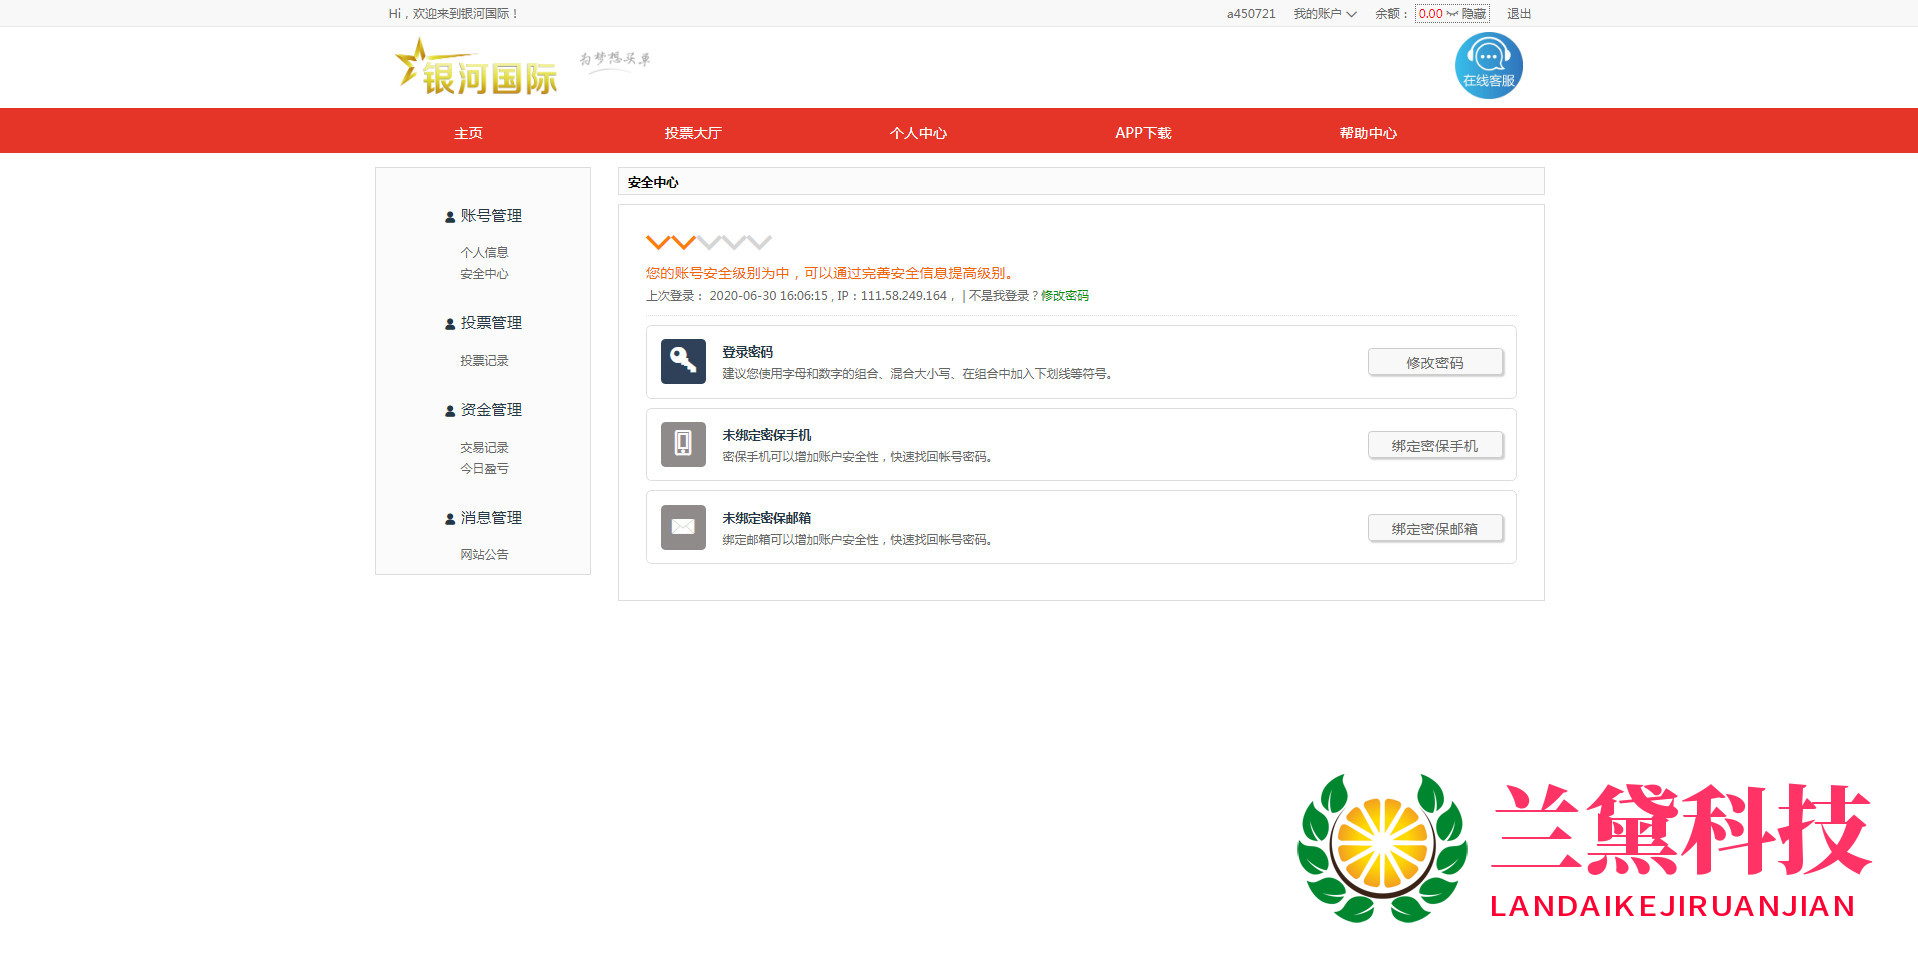 Hi，欢迎来到银河国际！
a450721 我的账户 余额： 0.00 隐藏 退出
银河国际 为梦想买单
在线客服
主页 投票大厅 个人中心 APP下载 帮助中心
账号管理
个人信息
安全中心
投票管理
投票记录
资金管理
交易记录
今日盈亏
消息管理
网站公告
安全中心
您的账号安全级别为中，可以通过完善安全信息提高级别。
上次登录： 2020-06-30 16:06:15 , IP：111.58.249.164， | 不是我登录？修改密码
登录密码
建议您使用字母和数字的组合、混合大小写、在组合中加入下划线等符号。
修改密码
未绑定密保手机
密保手机可以增加账户安全性，快速找回帐号密码。
绑定密保手机
未绑定密保邮箱
绑定邮箱可以增加账户安全性，快速找回帐号密码。
绑定密保邮箱
兰黛科技
LANDAIKEJIRUANJIAN